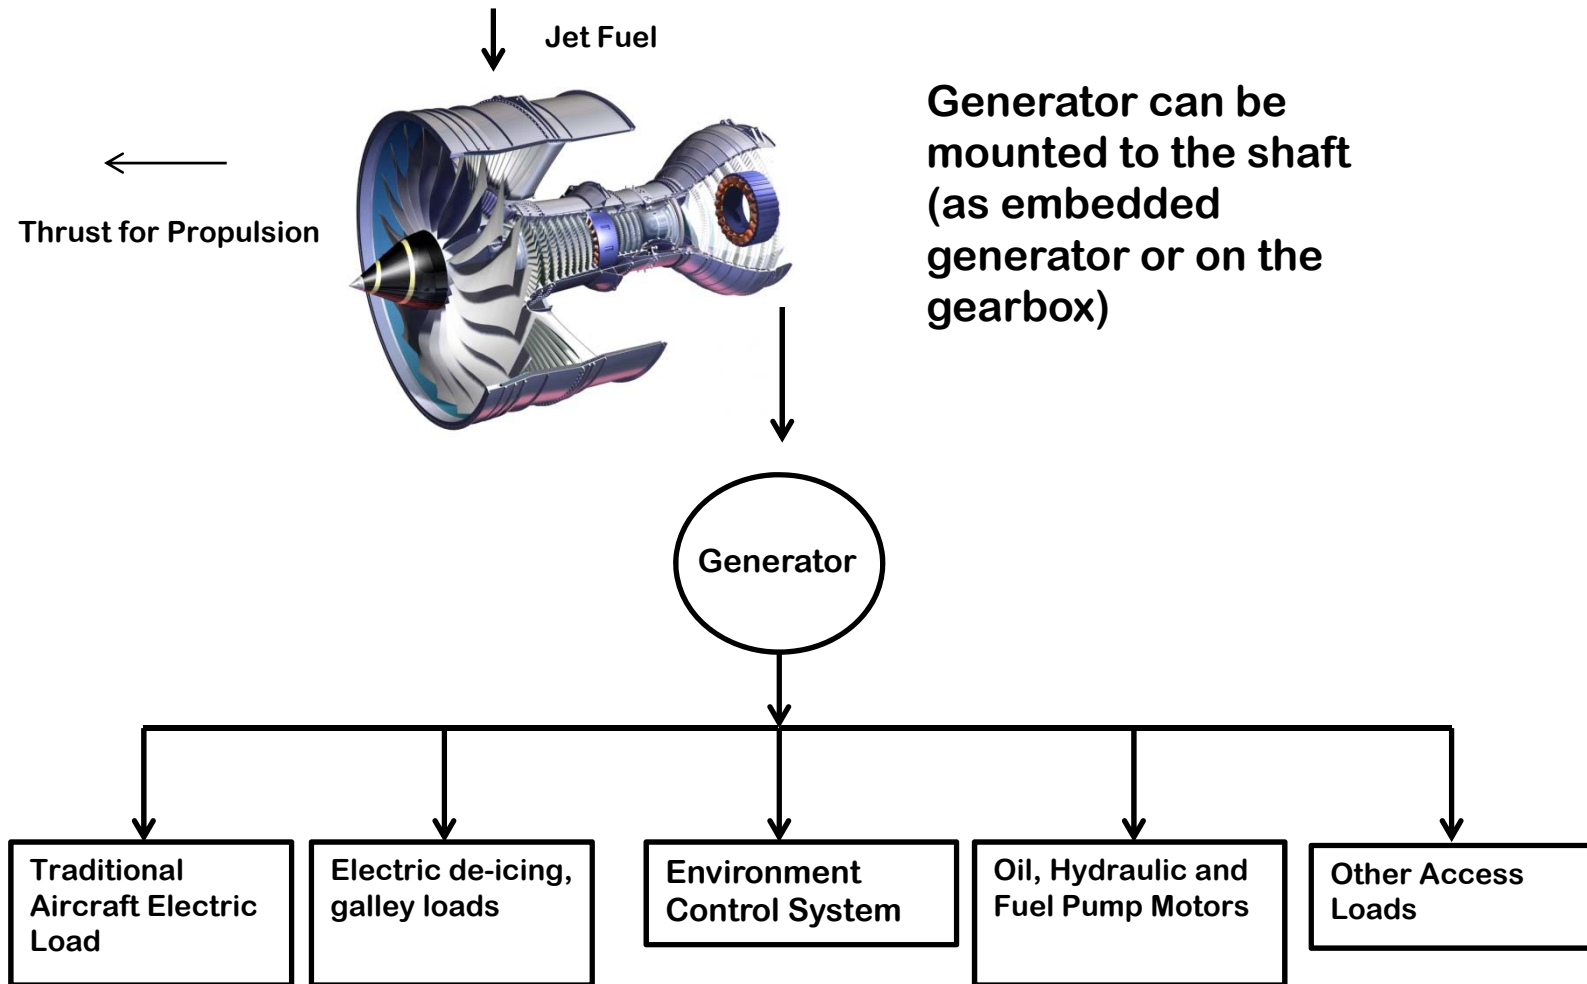 Jet Fuel
Thrust for Propulsion
Generator can be
mounted to the shaft
(as embedded
generator or on the
gearbox)
Generator
Traditional
Aircraft Electric
Load
Electric de-icing,
galley loads
Environment
Control System
Oil, Hydraulic and
Fuel Pump Motors
Other Access
Loads